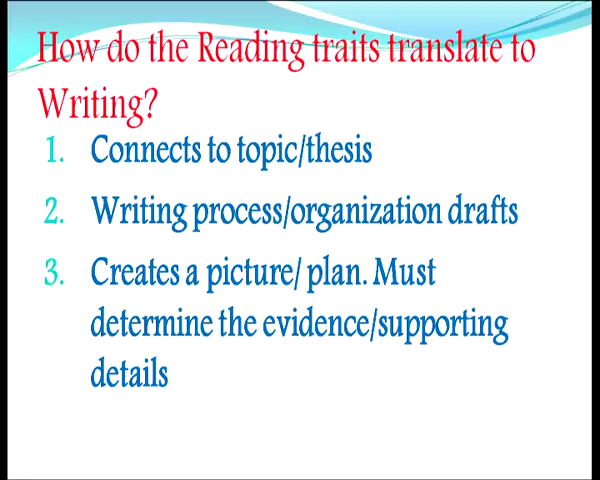 How do the Reading traits translate to
Writing?
1. Connects to topic/thesis
2. Writing process/organization drafts
3. Creates a picture/ plan. Must
determine the evidence/supporting
details